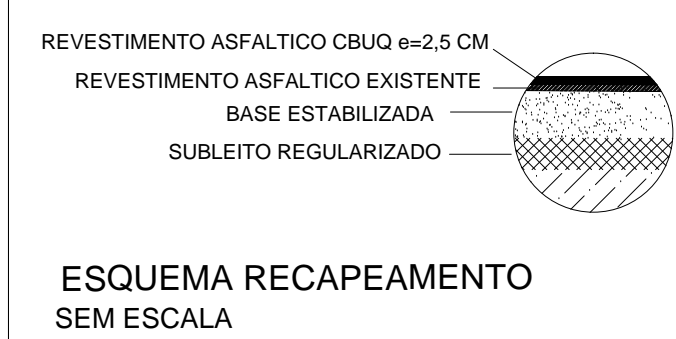 REVESTIMENTO ASFALTICO CBUQ e=2,5 CM
REVESTIMENTO ASFALTICO EXISTENTE
BASE ESTABILIZADA
SUBLEITO REGULARIZADO
ESQUEMA RECAPEAMENTO
SEM ESCALA